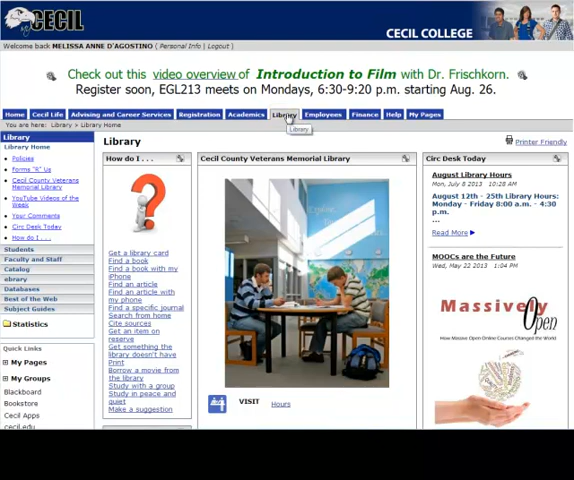 my CECIL
CECIL COLLEGE
Welcome back MELISSA ANNE D'AGOSTINO ( Personal Info | Logout )
Check out this video overview of Introduction to Film with Dr. Frischkorn.
Register soon, EGL213 meets on Mondays, 6:30-9:20 p.m. starting Aug. 26.
Home Cecil Life Advising and Career Services Registration Academics Library Employees Finance Help My Pages
You are here: Library > Library Home
Library
Library
Library Home
Policies
forms "R" Us
Cecil County Veterans
Memorial Library
YouTube Videos of the
Week
Your Comments
Circ Desk Today
How do I . . .
Students
Faculty and Staff
Catalog
ebrary
Databases
Best of the Web
Subject Guides
Statistics
Quick Links
My Pages
My Groups
Blackboard
Bookstore
Cecil Apps
cecil.edu
Library
Printer Friendly
How do I . . .
Get a library card
Find a book
Find a book with my
iPhone
Find an article
Find an article with
my phone
Find a specific journal
Search from home
Cite sources
Get an item on
reserve
Get something the
library doesn't have
Print
Borrow a movie from
the library
Study with a group
Study in peace and
quiet
Make a suggestion
Cecil County Veterans Memorial Library
VISIT Hours
Circ Desk Today
August Library Hours
Mon, July 8 2013 10:28 AM
August 12th - 25th Library Hours:
Monday - Friday 8:00 a.m. - 4:30
p.m.
...
Read More
MOOCs are the Future
Wed, May 22 2013 1:04 PM
Massively
Open
How Massive Open Online Courses Changed the World